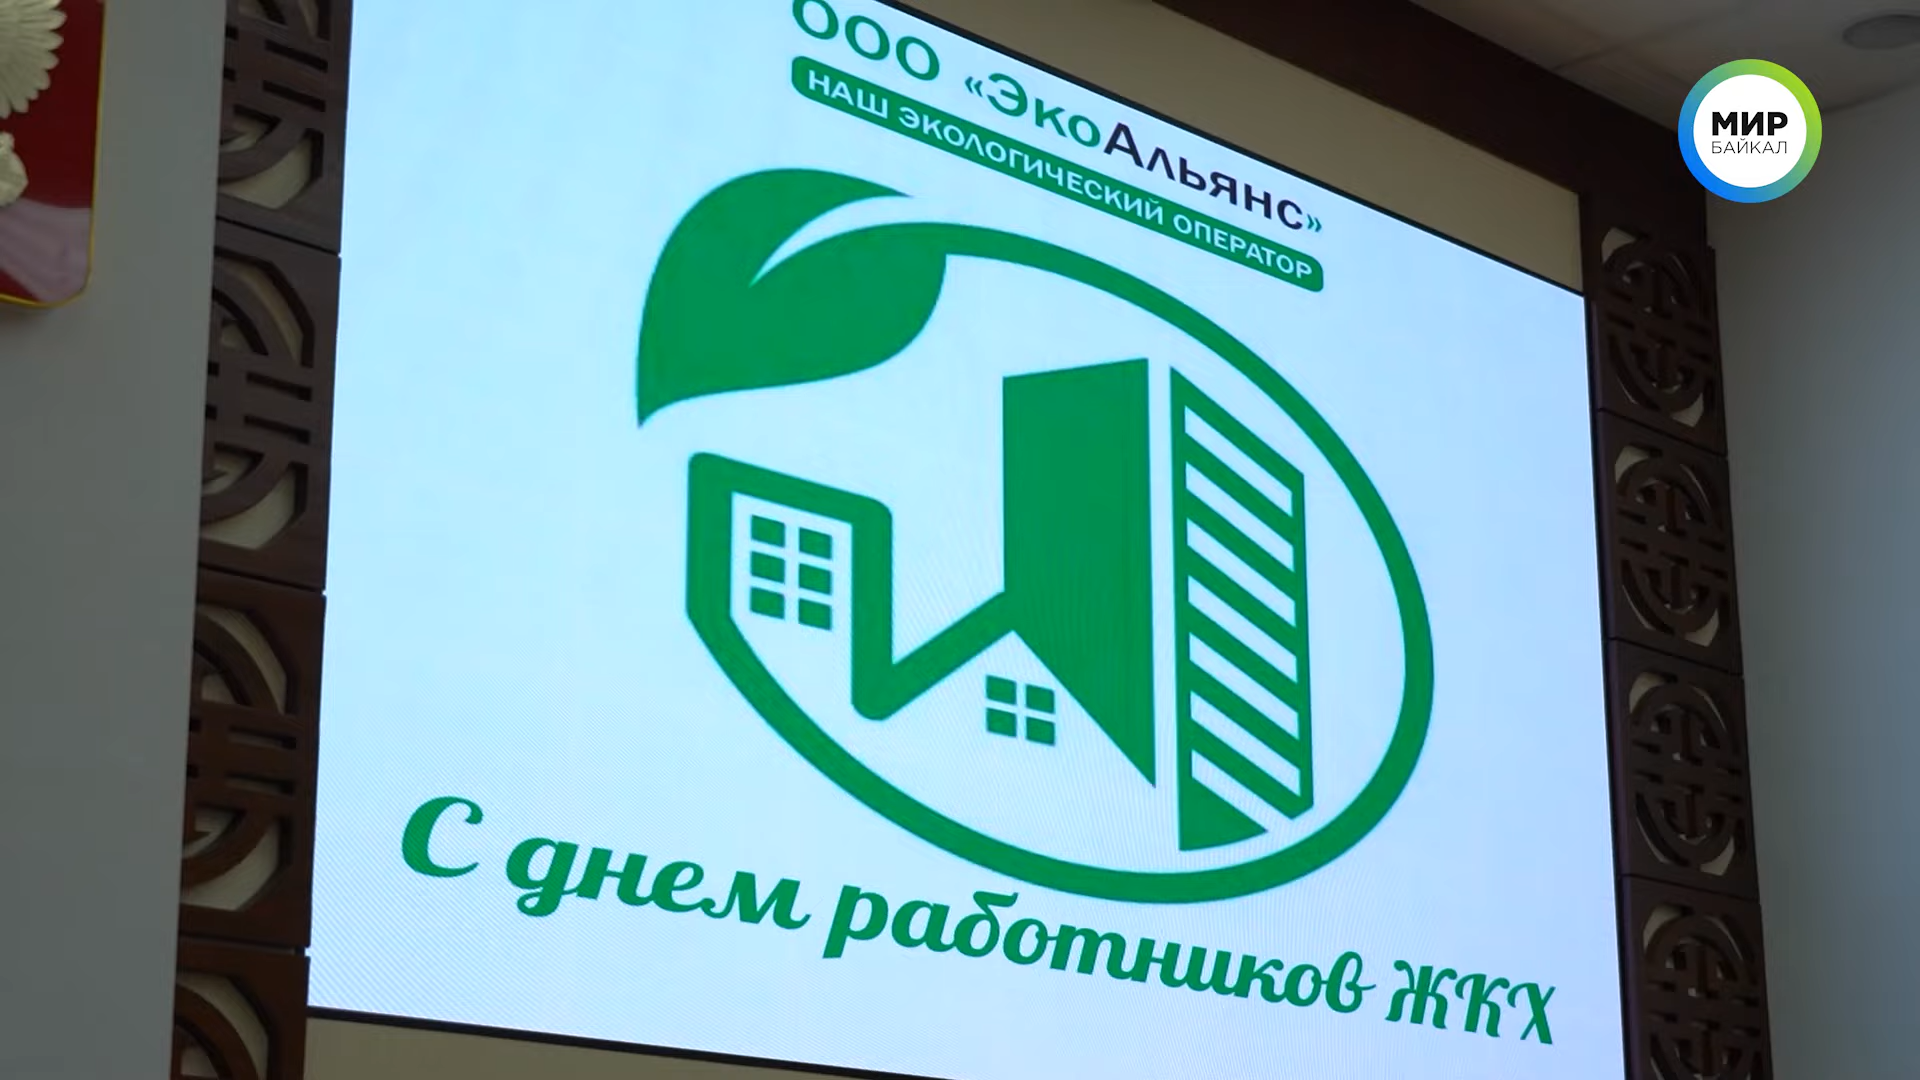 ООО «ЭкоАльянс»
НАШ ЭКОЛОГИЧЕСКИЙ ОПЕРАТОР
МИР
БАЙКАЛ
С днем работников ЖКХ